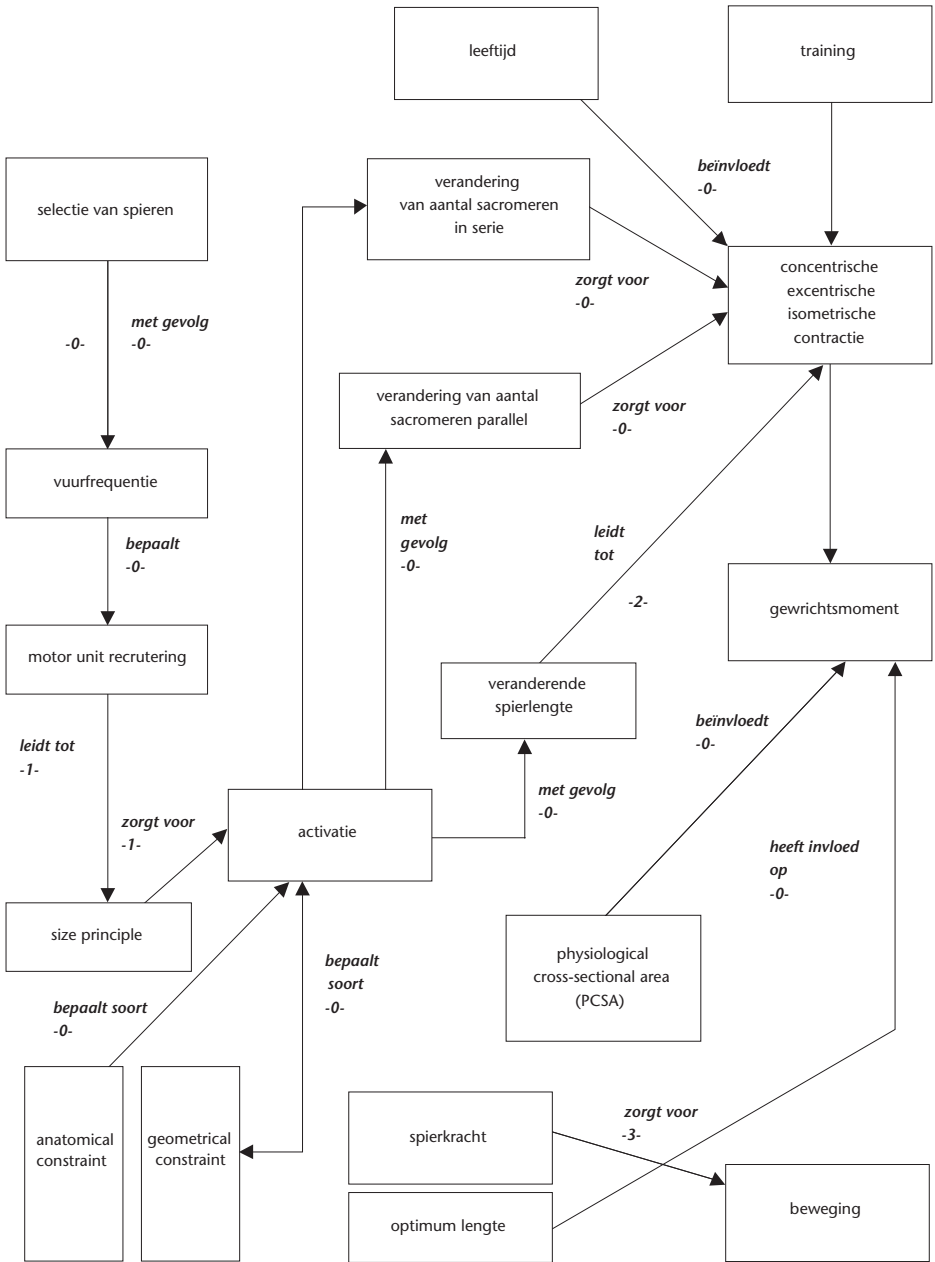 leeftijd
training
beïnvloedt
-0-
selectie van spieren
verandering
van aantal sacromeren
in serie
concentrische
excentrische
isometrische
contractie
zorgt voor
-0-
-0-
met gevolg
-0-
verandering van aantal
sacromeren parallel
zorgt voor
-0-
vuurfrequentie
bepaalt
-0-
met
gevolg
-0-
leidt
tot
-2-
gewrichtsmoment
motor unit recrutering
veranderende
spierlengte
beïnvloedt
-0-
leidt tot
-1-
zorgt voor
-1-
activatie
met gevolg
-0-
heeft invloed
op
-0-
size principle
bepaalt
soort
-0-
physiological
cross-sectional area
(PCSA)
bepaalt soort
-0-
anatomical
constraint
geometrical
constraint
spierkracht
zorgt voor
-3-
optimum lengte
beweging